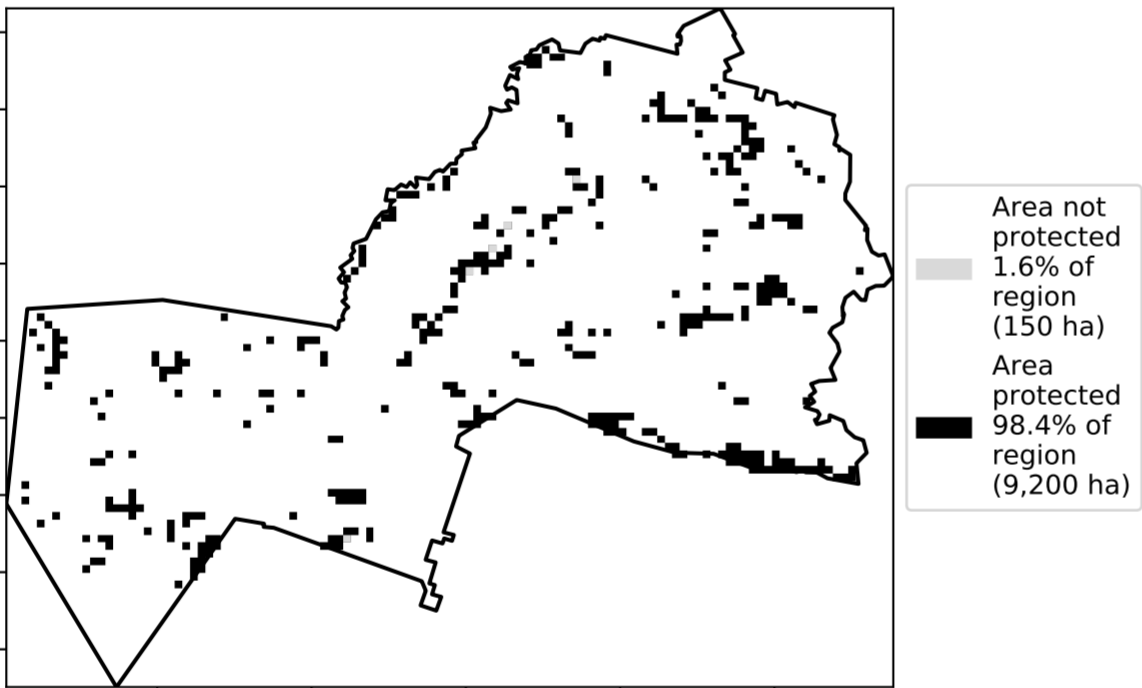 Area not
protected
1.6% of
region
(150 ha)
Area
protected
98.4% of
region
(9,200 ha)